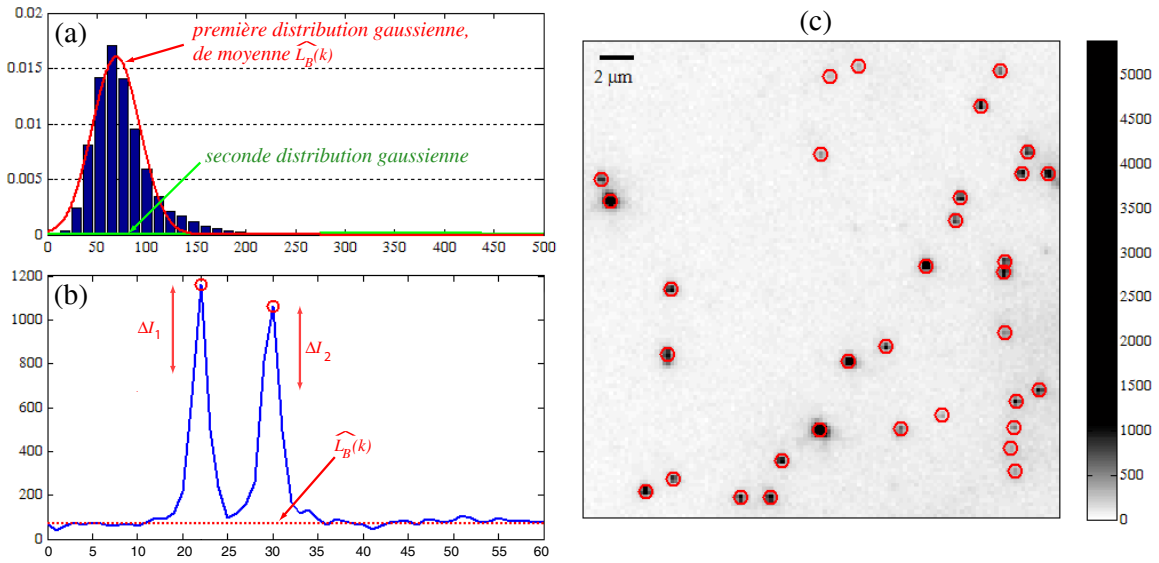 (a)
première distribution gaussienne,
de moyenne L̂_B(k)
seconde distribution gaussienne
0.02
0.015
0.01
0.005
0
0 50 100 150 200 250 300 350 400 450 500
(b)
ΔI₁
ΔI₂
L̂_B(k)
1200
1000
800
600
400
200
0
0 5 10 15 20 25 30 35 40 45 50 55 60
(c)
2 μm
5000
4500
4000
3500
3000
2500
2000
1500
1000
500
0